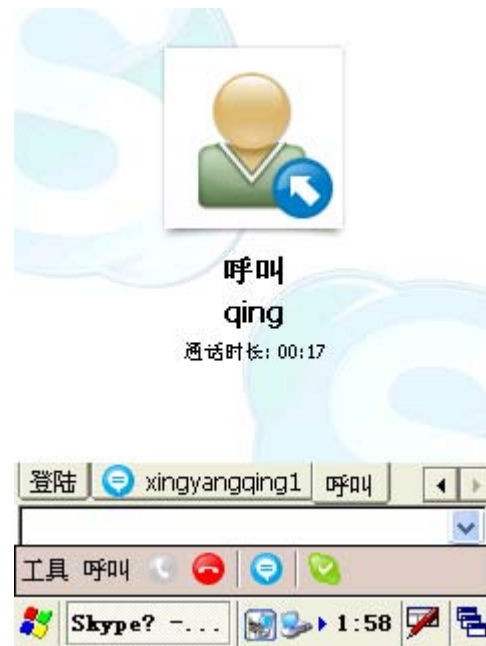 呼叫
qing
通话时长: 00:17
登陆 xingyangqing1 呼叫
工具 呼叫
Skype? -... 1:58